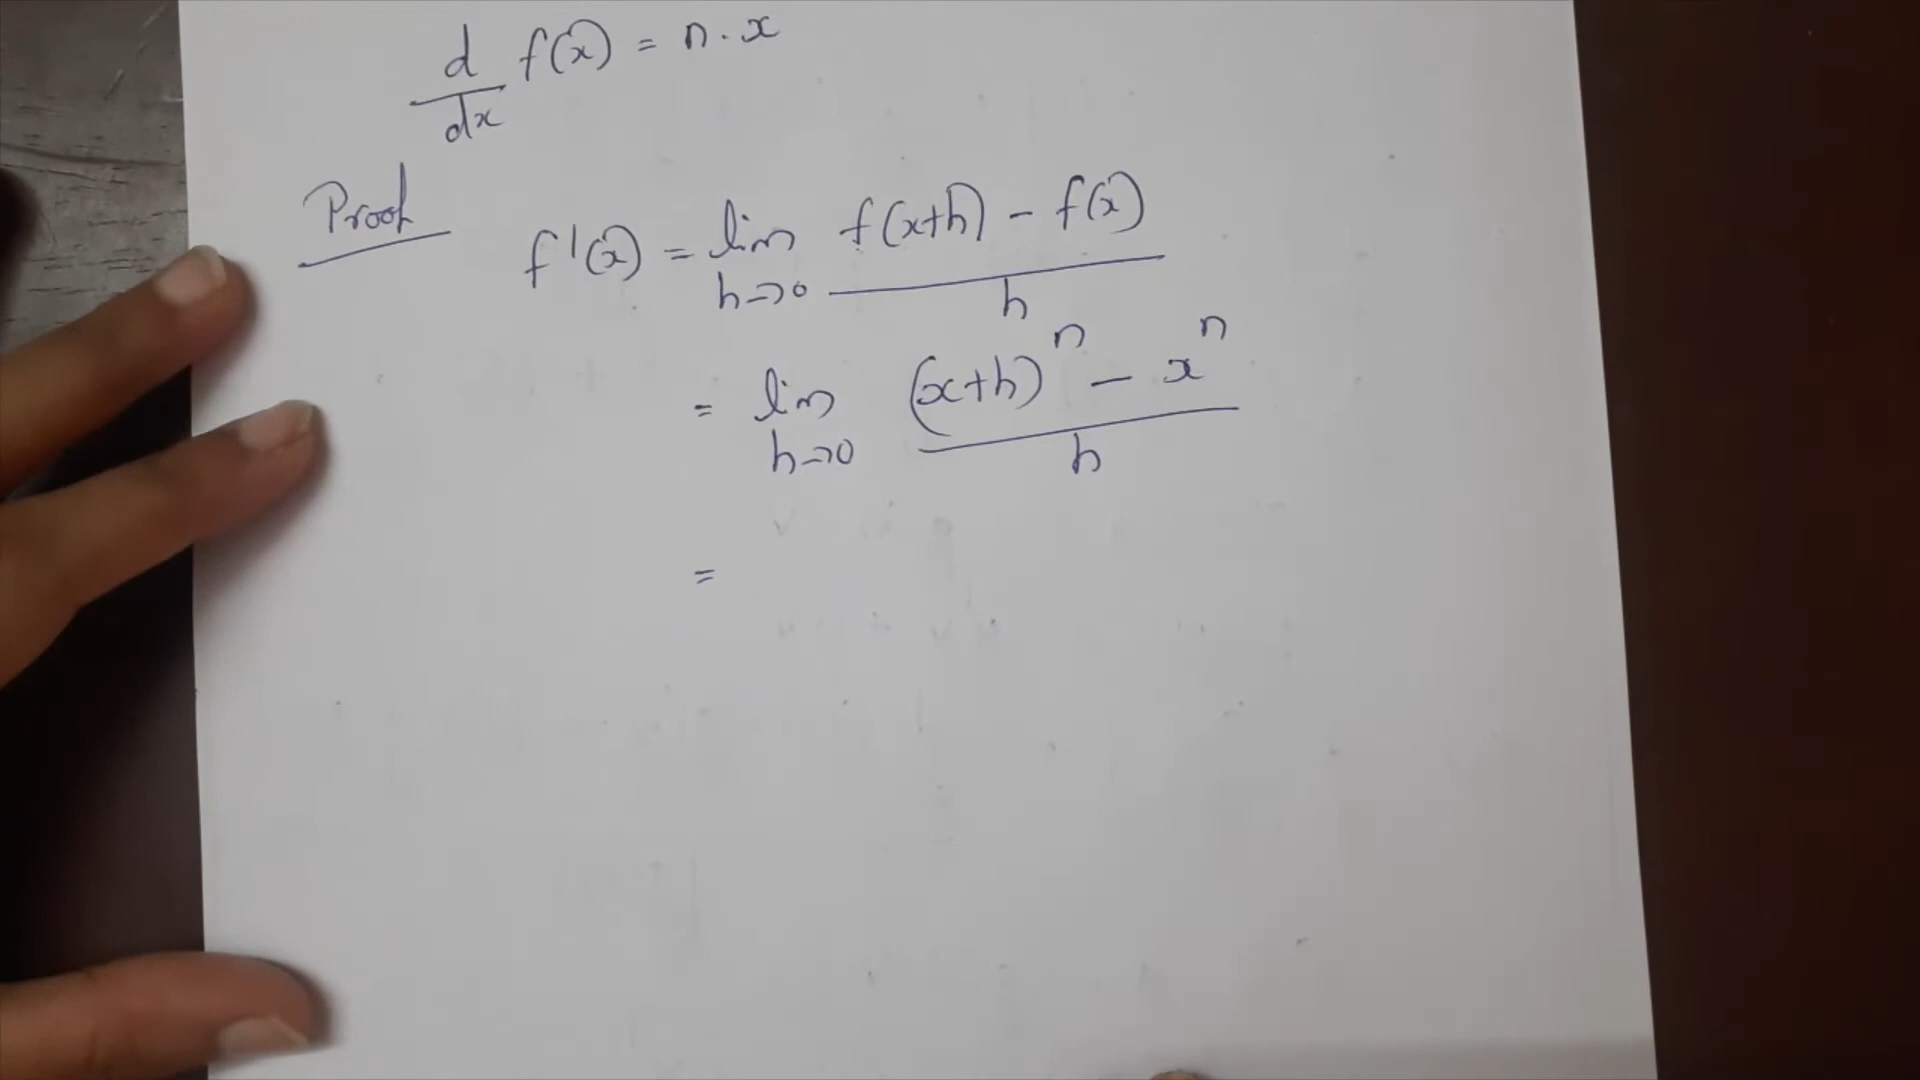 d/dx f(x) = n · x
Proof
f'(x) = lim h→0 f(x+h) − f(x) / h
= lim h→0 (x+h)^n − x^n / h
=